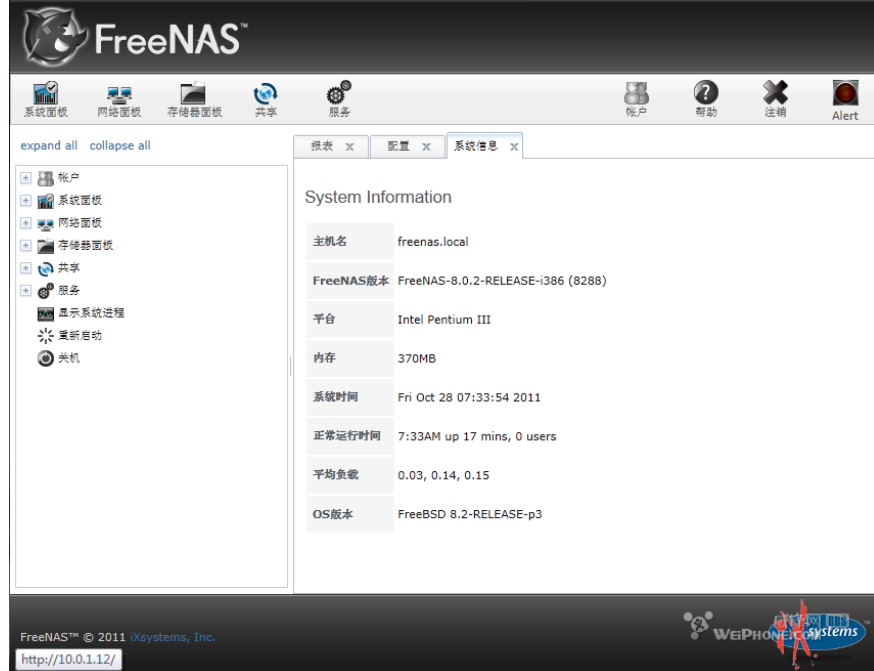 FreeNAS™
系统面板 网络面板 存储器面板 共享 服务 帐户 帮助 注销 Alert
expand all collapse all
报表 x 配置 x 系统信息 x
帐户
系统面板
网络面板
存储器面板
共享
服务
显示系统进程
重新启动
关机
System Information
主机名 freenas.local
FreeNAS版本 FreeNAS-8.0.2-RELEASE-i386 (8288)
平台 Intel Pentium III
内存 370MB
系统时间 Fri Oct 28 07:33:54 2011
正常运行时间 7:33AM up 17 mins, 0 users
平均负载 0.03, 0.14, 0.15
OS版本 FreeBSD 8.2-RELEASE-p3
FreeNAS™ © 2011 iXsystems, Inc.
WEIPHONE.COM
BBS
systems
http://10.0.1.12/